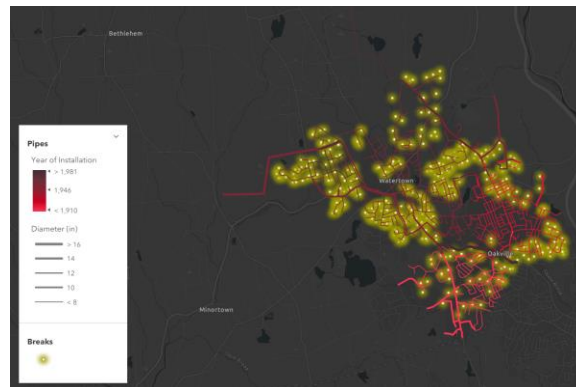 Bethlehem
Pipes
Year of Installation
> 1,981
1,946
< 1,910
Diameter (in)
> 16
14
12
10
< 8
Breaks
Watertown
Oakville
Minortown